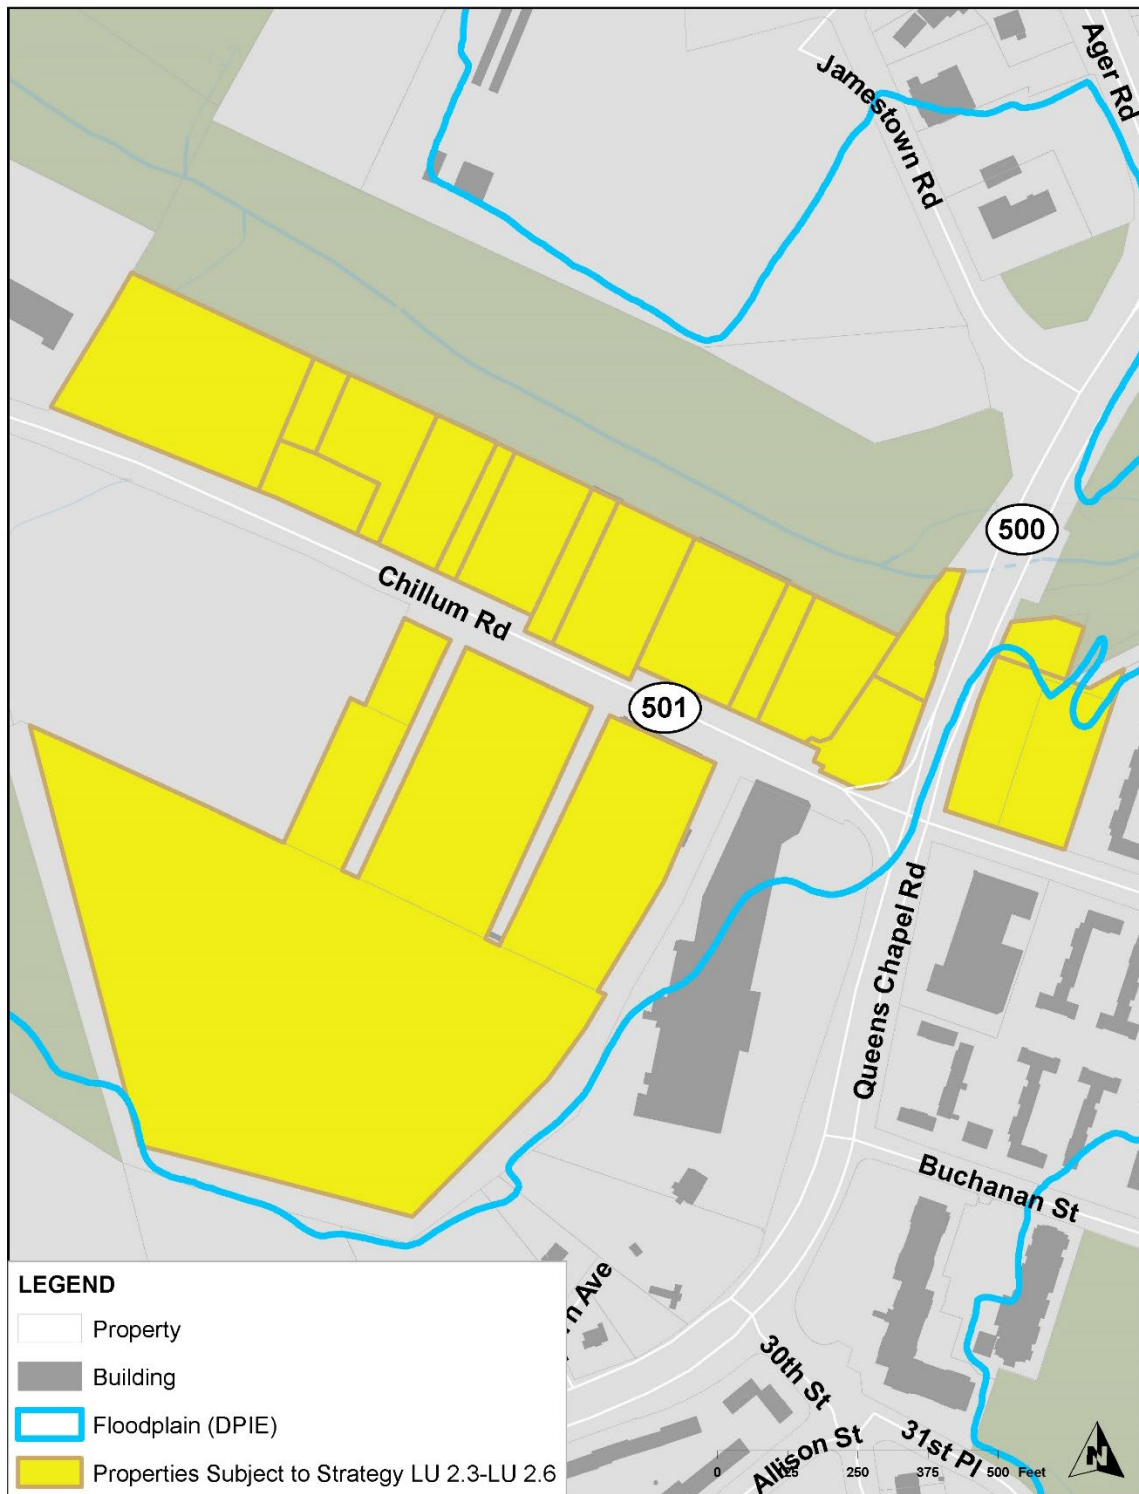 Ager Rd
Jamestown Rd
500
Chillum Rd
501
Queens Chapel Rd
Buchanan St
LEGEND
Property
Building
Floodplain (DPIE)
Properties Subject to Strategy LU 2.3-LU 2.6
Ave
30th St
31st Pl
Allison St
0 125 250 375 500 Feet
N